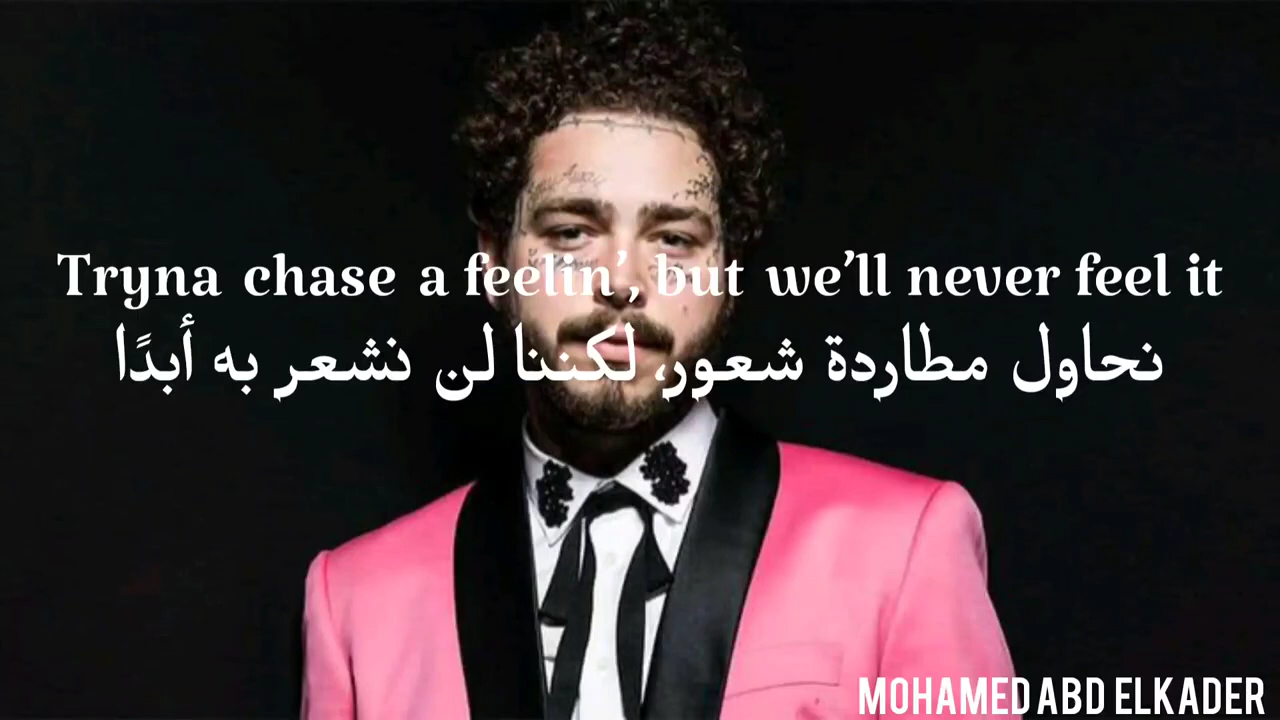 Tryna chase a feelin', but we'll never feel it
نحاول مطاردة شعور، لكننا لن نشعر به أبدًا
MOHAMED ABD ELKADER